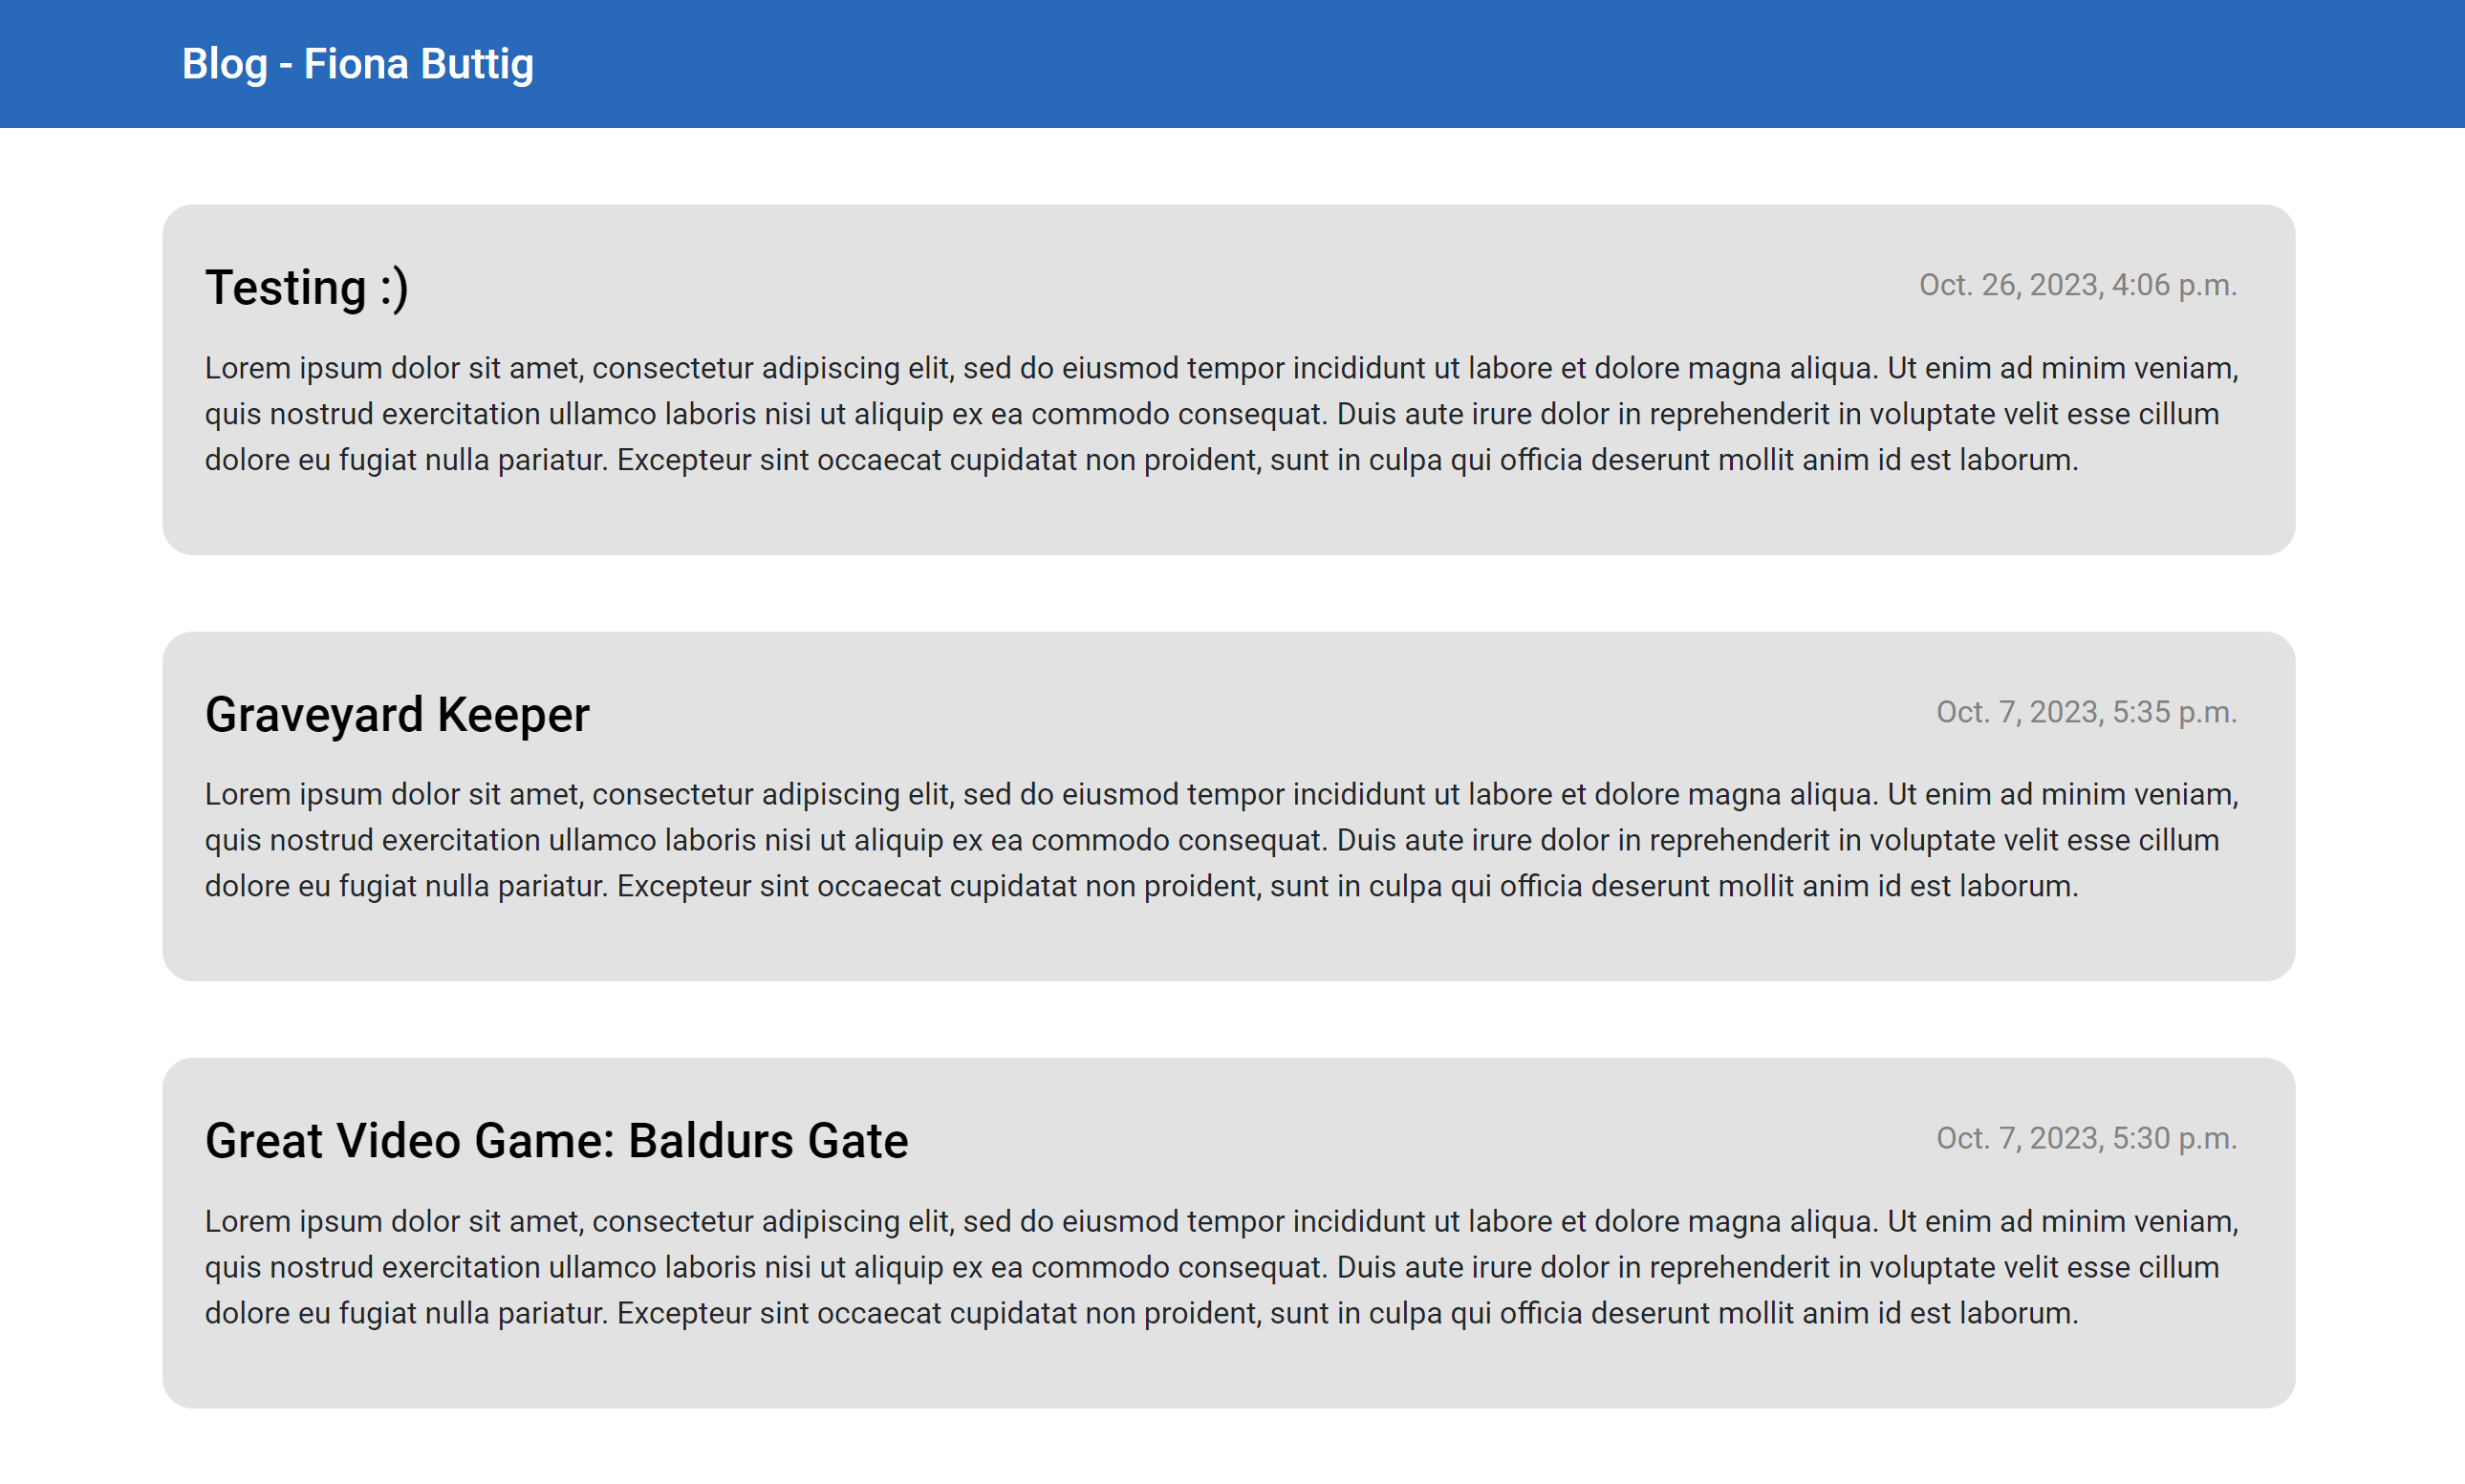 Blog - Fiona Buttig
Testing :)
Oct. 26, 2023, 4:06 p.m.
Lorem ipsum dolor sit amet, consectetur adipiscing elit, sed do eiusmod tempor incididunt ut labore et dolore magna aliqua. Ut enim ad minim veniam,
quis nostrud exercitation ullamco laboris nisi ut aliquip ex ea commodo consequat. Duis aute irure dolor in reprehenderit in voluptate velit esse cillum
dolore eu fugiat nulla pariatur. Excepteur sint occaecat cupidatat non proident, sunt in culpa qui officia deserunt mollit anim id est laborum.
Graveyard Keeper
Oct. 7, 2023, 5:35 p.m.
Lorem ipsum dolor sit amet, consectetur adipiscing elit, sed do eiusmod tempor incididunt ut labore et dolore magna aliqua. Ut enim ad minim veniam,
quis nostrud exercitation ullamco laboris nisi ut aliquip ex ea commodo consequat. Duis aute irure dolor in reprehenderit in voluptate velit esse cillum
dolore eu fugiat nulla pariatur. Excepteur sint occaecat cupidatat non proident, sunt in culpa qui officia deserunt mollit anim id est laborum.
Great Video Game: Baldurs Gate
Oct. 7, 2023, 5:30 p.m.
Lorem ipsum dolor sit amet, consectetur adipiscing elit, sed do eiusmod tempor incididunt ut labore et dolore magna aliqua. Ut enim ad minim veniam,
quis nostrud exercitation ullamco laboris nisi ut aliquip ex ea commodo consequat. Duis aute irure dolor in reprehenderit in voluptate velit esse cillum
dolore eu fugiat nulla pariatur. Excepteur sint occaecat cupidatat non proident, sunt in culpa qui officia deserunt mollit anim id est laborum.